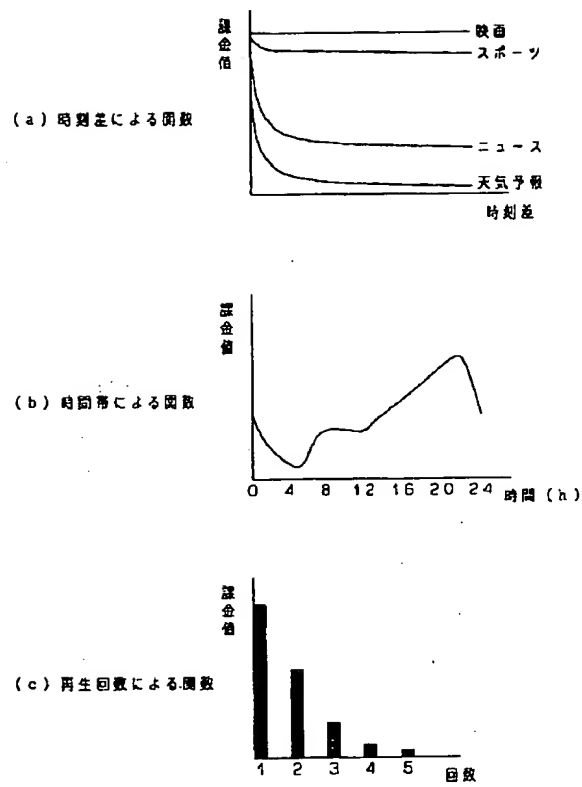 課金値
映画
スポーツ
(a) 時刻差による関数
ニュース
天気予報
時刻差
課金値
(b) 時間帯による関数
0 4 8 12 16 20 24 時間(h)
課金値
(c) 再生回数による関数
1 2 3 4 5 回数